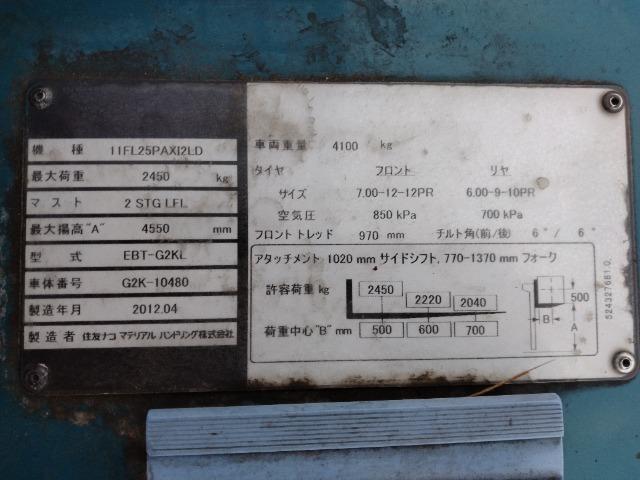 機 種 11FL25PAXI2LD
最大荷重 2450 kg
マスト 2 STG LFL
最大揚高"A" 4550 mm
型 式 EBT-G2KL
車体番号 G2K-10480
製造年月 2012.04
製造者 住友ナコ マテリアル ハンドリング株式会社
車両重量 4100 kg
タイヤ フロント リヤ
サイズ 7.00-12-12PR 6.00-9-10PR
空気圧 850 kPa 700 kPa
フロントトレッド 970 mm チルト角(前/後) 6°/ 6°
アタッチメント 1020 mm サイドシフト, 770-1370 mm フォーク
許容荷重 kg 2450 2220 2040
荷重中心"B" mm 500 600 700
500
B
A
524327681 0.